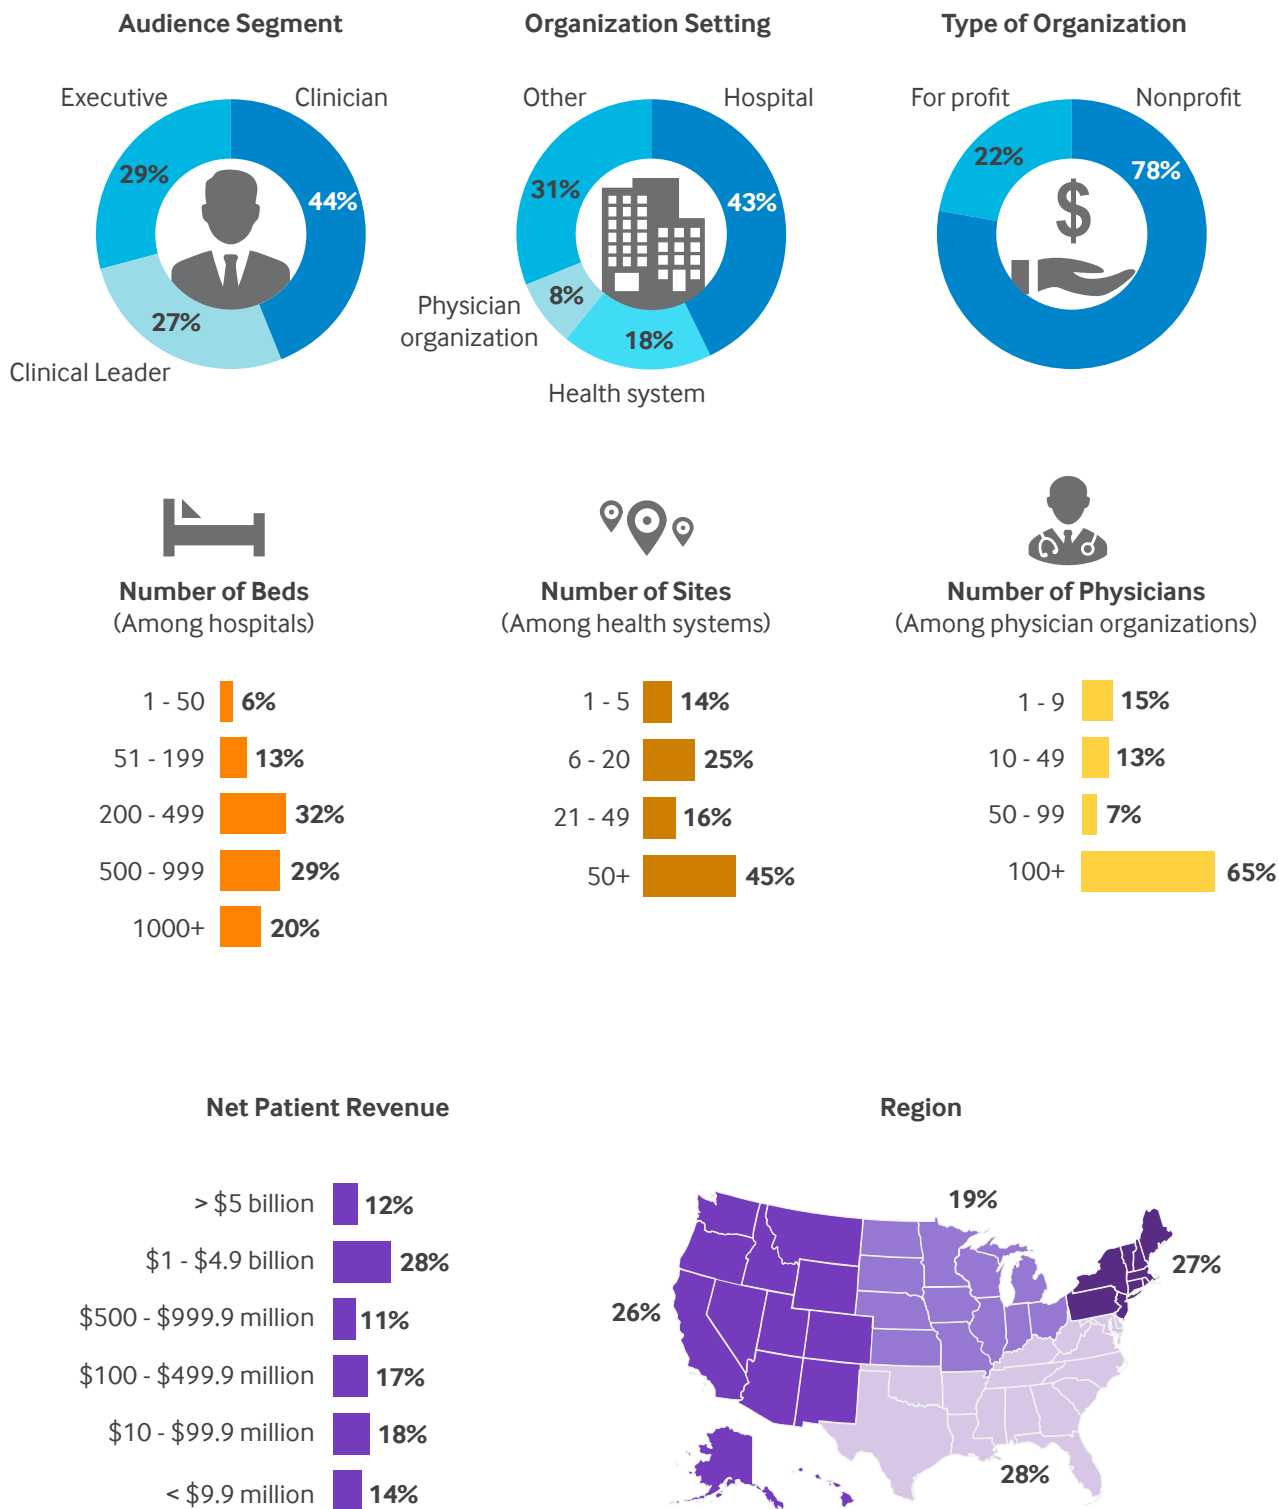 Audience Segment
Executive
Clinician
29%
44%
27%
Clinical Leader
Organization Setting
Other
Hospital
31%
43%
Physician
organization
8%
18%
Health system
Type of Organization
For profit
Nonprofit
22%
78%
$
Number of Beds
(Among hospitals)
1 - 50 6%
51 - 199 13%
200 - 499 32%
500 - 999 29%
1000+ 20%
Number of Sites
(Among health systems)
1 - 5 14%
6 - 20 25%
21 - 49 16%
50+ 45%
Number of Physicians
(Among physician organizations)
1 - 9 15%
10 - 49 13%
50 - 99 7%
100+ 65%
Net Patient Revenue
> $5 billion 12%
$1 - $4.9 billion 28%
$500 - $999.9 million 11%
$100 - $499.9 million 17%
$10 - $99.9 million 18%
< $9.9 million 14%
Region
19%
27%
26%
28%